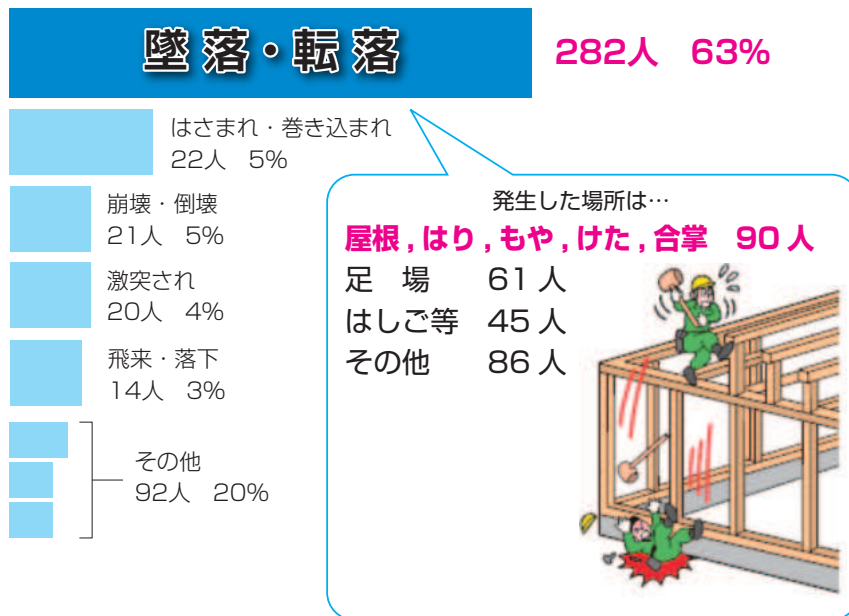 墜落・転落
282人 63%
はさまれ・巻き込まれ
22人 5%
崩壊・倒壊
21人 5%
激突され
20人 4%
飛来・落下
14人 3%
その他
92人 20%
発生した場所は…
屋根,はり,もや,けた,合掌 90人
足 場 61人
はしご等 45人
その他 86人